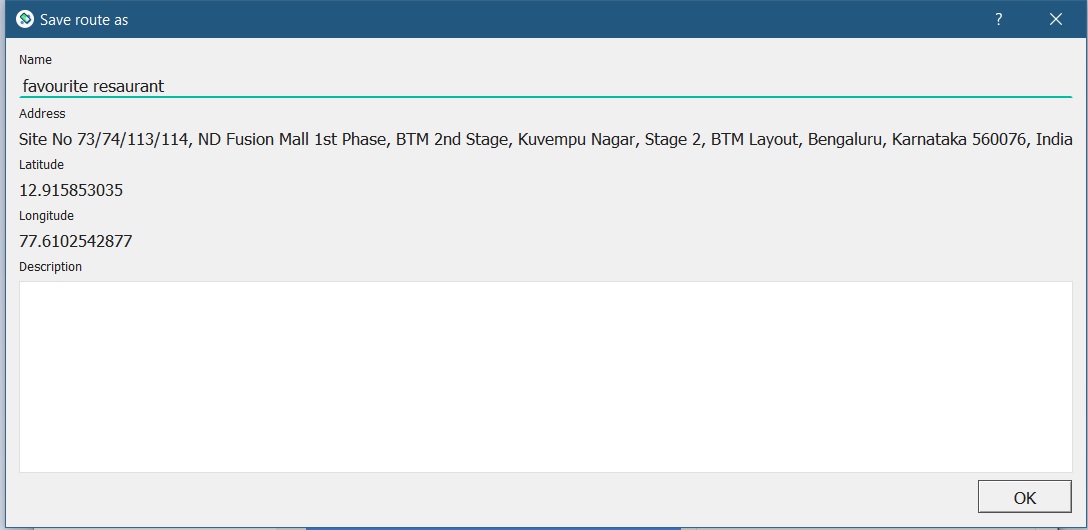 Save route as
?
Name
favourite resaurant
Address
Site No 73/74/113/114, ND Fusion Mall 1st Phase, BTM 2nd Stage, Kuvempu Nagar, Stage 2, BTM Layout, Bengaluru, Karnataka 560076, India
Latitude
12.915853035
Longitude
77.6102542877
Description
OK